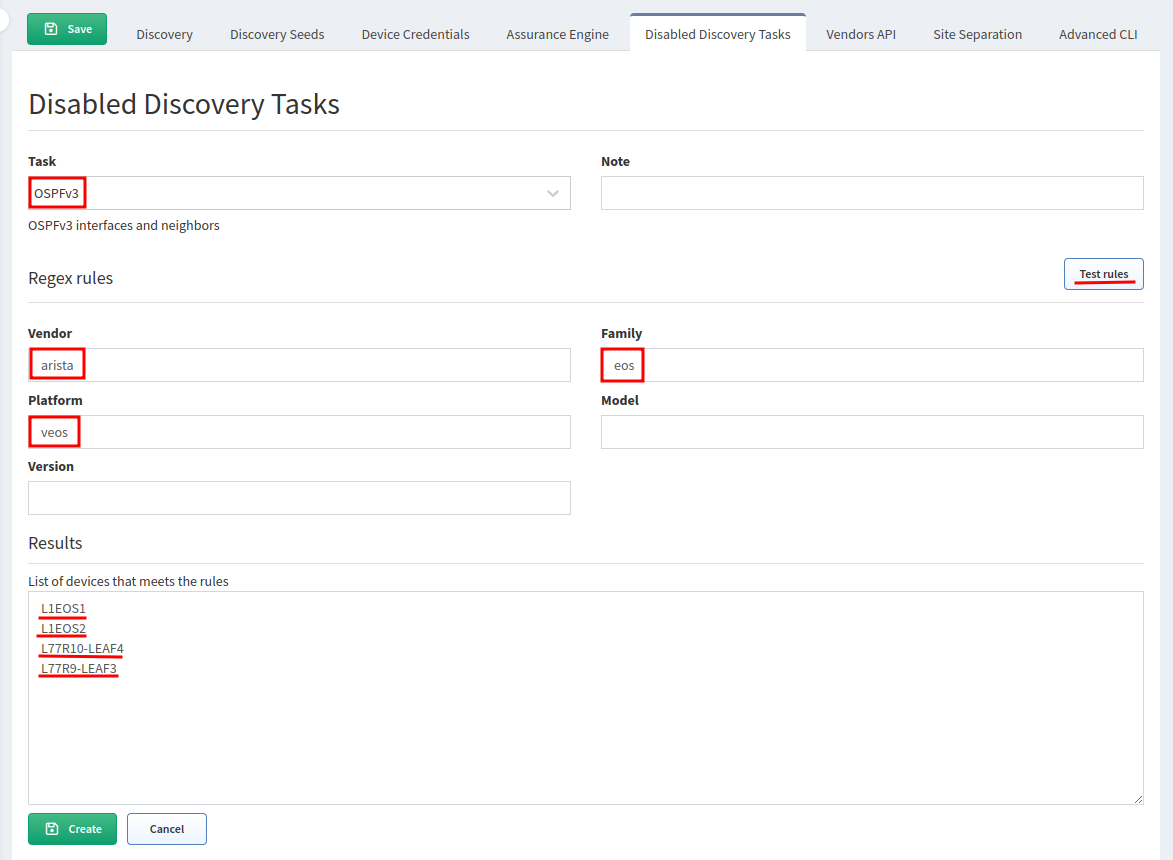 Save
Discovery
Discovery Seeds
Device Credentials
Assurance Engine
Disabled Discovery Tasks
Vendors API
Site Separation
Advanced CLI
Disabled Discovery Tasks
Task
Note
OSPFv3
OSPFv3 interfaces and neighbors
Regex rules
Test rules
Vendor
Family
arista
eos
Platform
Model
veos
Version
Results
List of devices that meets the rules
L1EOS1
L1EOS2
L77R10-LEAF4
L77R9-LEAF3
Create
Cancel